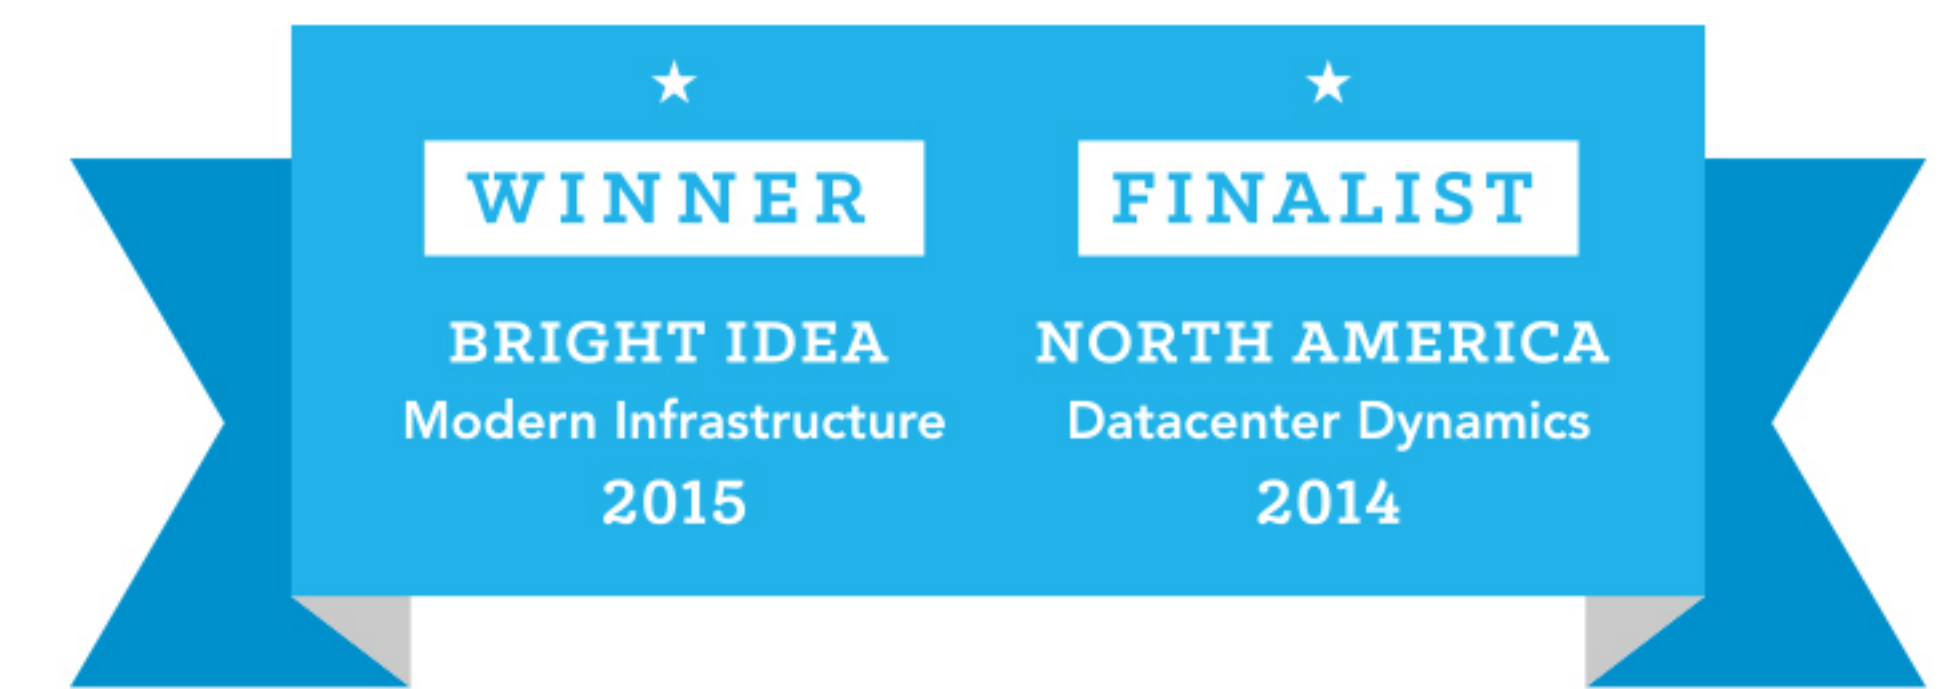 WINNER
BRIGHT IDEA
Modern Infrastructure
2015
FINALIST
NORTH AMERICA
Datacenter Dynamics
2014